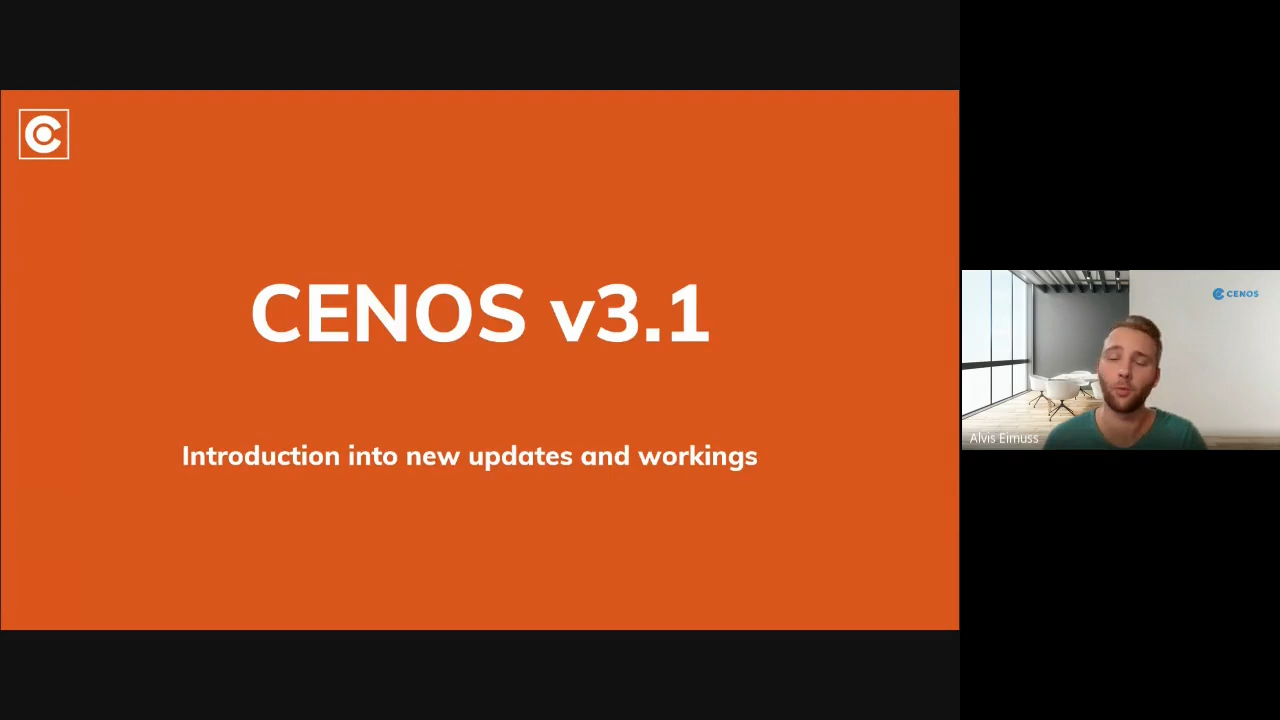 CENOS v3.1
Introduction into new updates and workings
CENOS
Alvis Eimuss